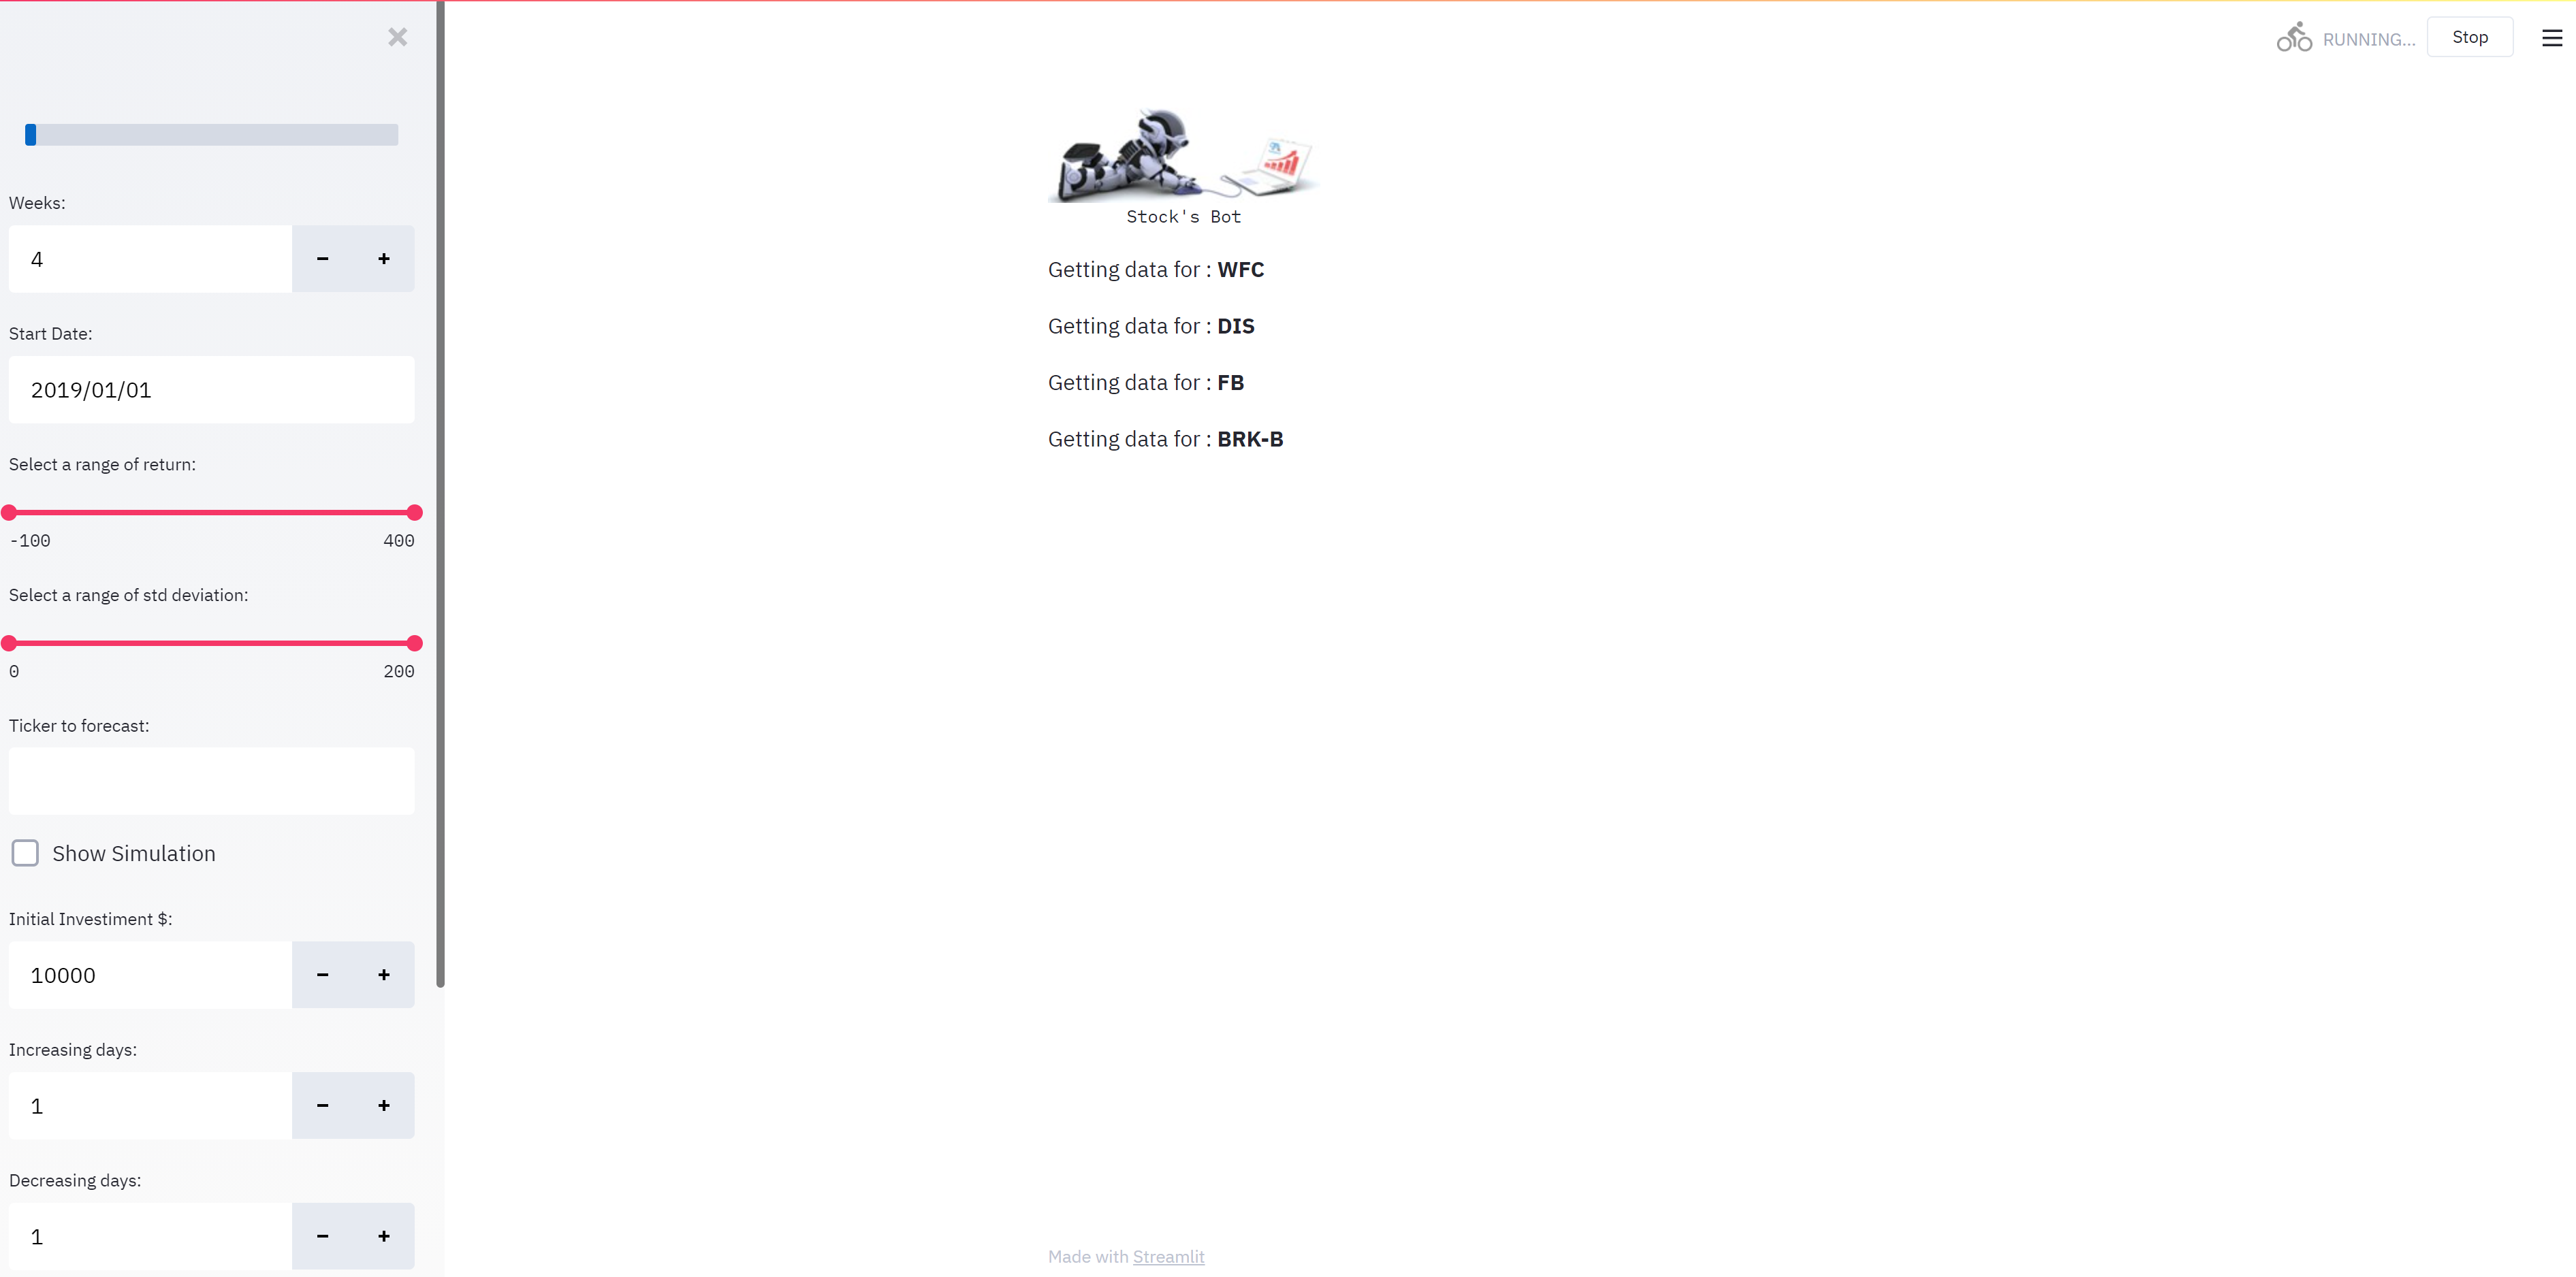 RUNNING...
Stop
Weeks:
4
Start Date:
2019/01/01
Select a range of return:
-100 400
Select a range of std deviation:
0 200
Ticker to forecast:
Show Simulation
Initial Investiment $:
10000
Increasing days:
1
Decreasing days:
1
Stock's Bot
Getting data for : WFC
Getting data for : DIS
Getting data for : FB
Getting data for : BRK-B
Made with Streamlit